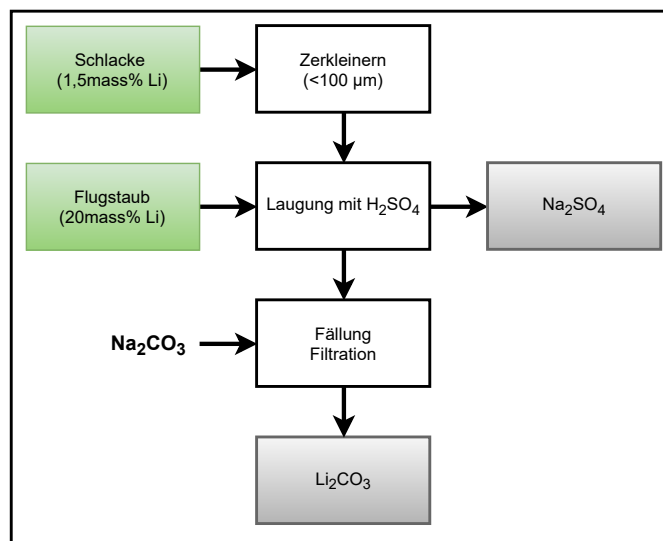 Schlacke
(1,5mass% Li)
Zerkleinern
(<100 µm)
Flugstaub
(20mass% Li)
Laugung mit H₂SO₄
Na₂SO₄
Na₂CO₃
Fällung
Filtration
Li₂CO₃